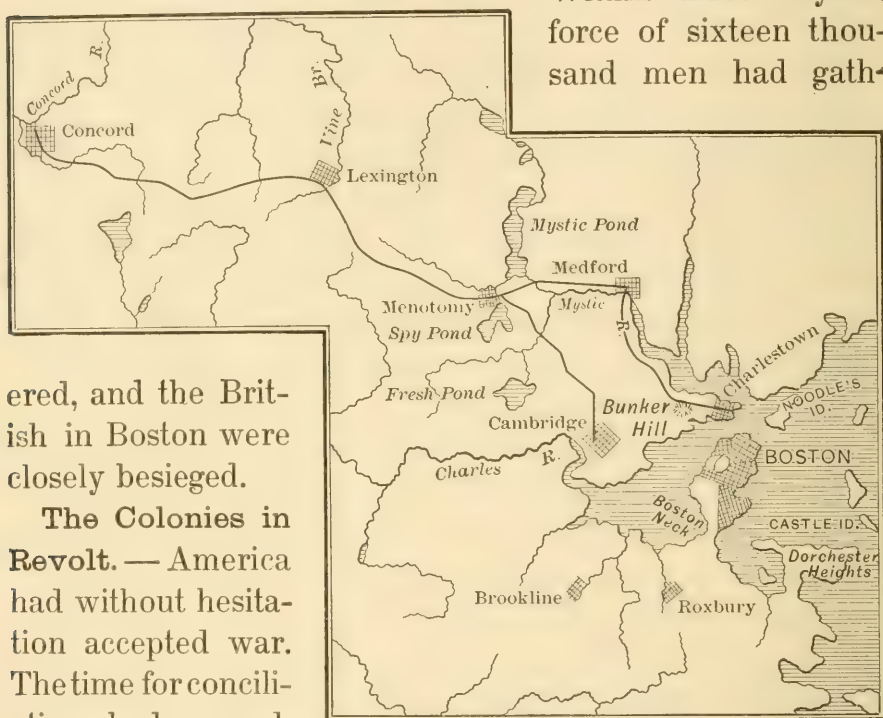 force of sixteen thou-
sand men had gath-
Concord R.
Concord
Vine Br.
Lexington
Mystic Pond
Medford
Menotomy
Mystic R.
Spy Pond
Charlestown
NOODLE'S ID.
Fresh Pond
Bunker Hill
Cambridge
Charles R.
BOSTON
Boston Neck
CASTLE ID.
Dorchester Heights
Brookline
Roxbury
ered, and the Brit-
ish in Boston were
closely besieged.
The Colonies in
Revolt. — America
had without hesita-
tion accepted war.
The time for concili-